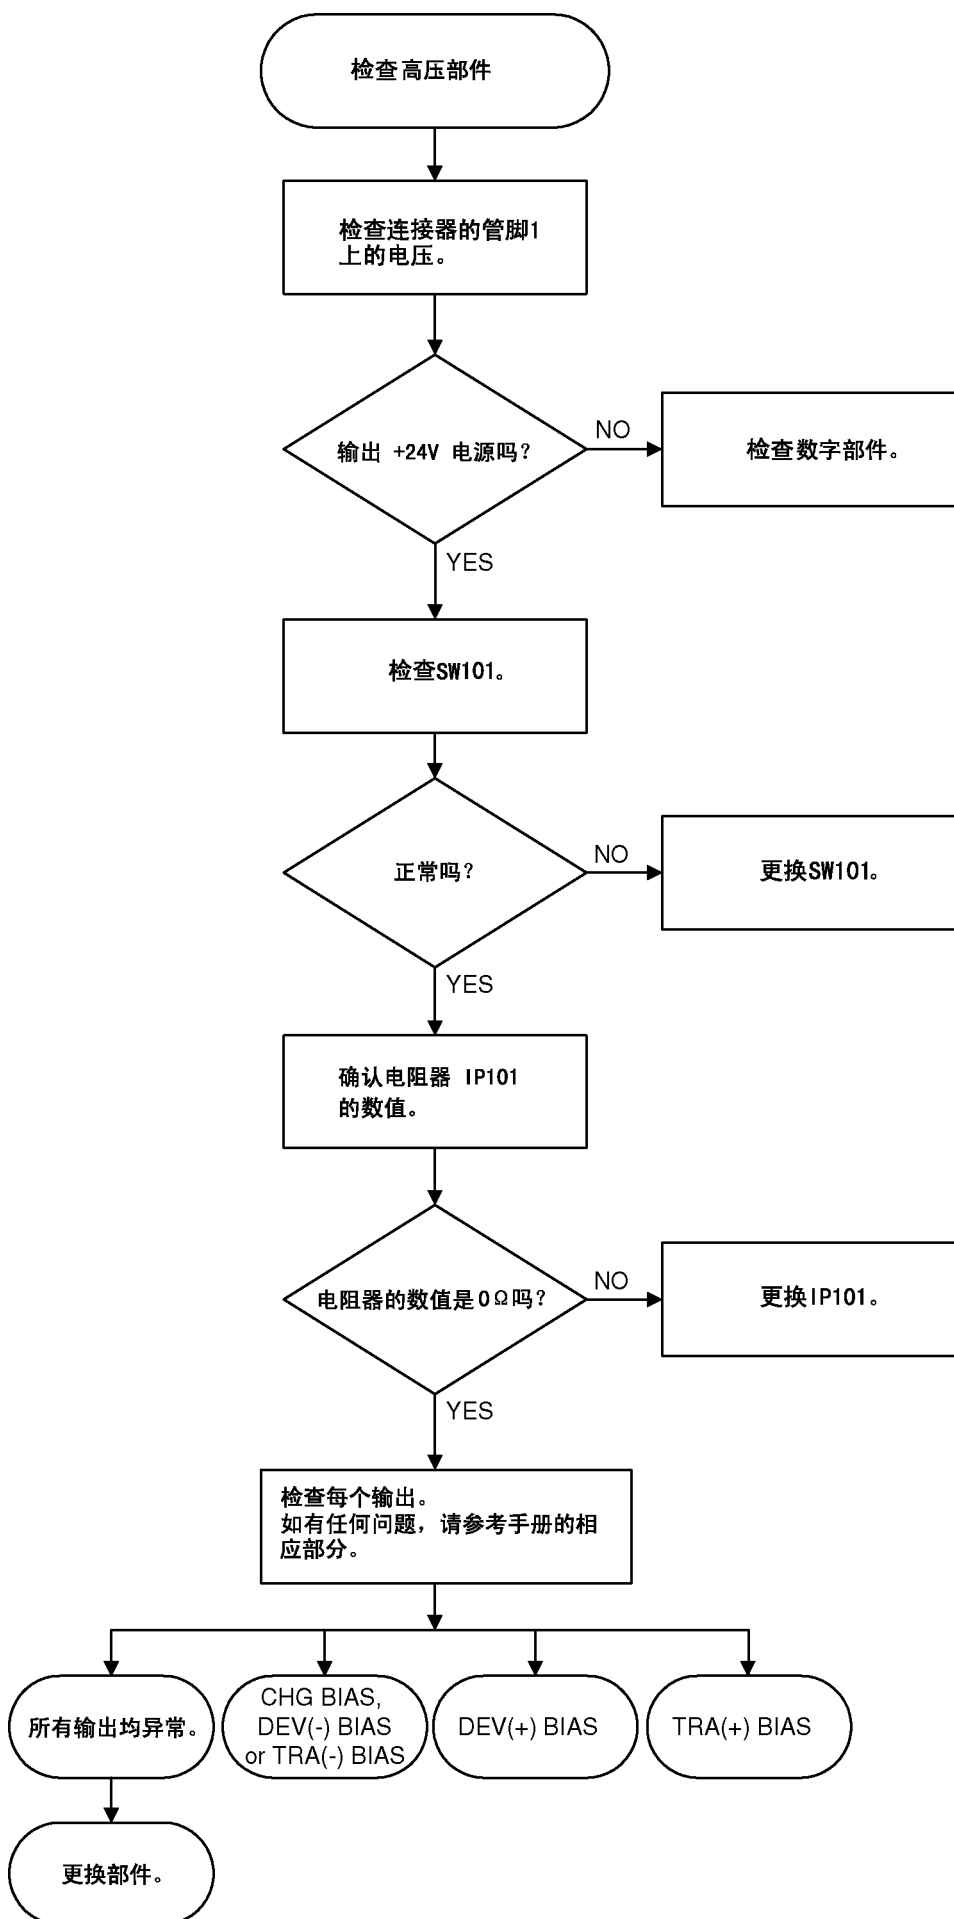 检查高压部件
检查连接器的管脚1
上的电压。
输出 +24V 电源吗?
NO
检查数字部件。
YES
检查SW101。
正常吗?
NO
更换SW101。
YES
确认电阻器 IP101
的数值。
电阻器的数值是0Ω吗?
NO
更换IP101。
YES
检查每个输出。
如有任何问题，请参考手册的相
应部分。
所有输出均异常。
CHG BIAS,
DEV(-) BIAS
or TRA(-) BIAS
DEV(+) BIAS
TRA(+) BIAS
更换部件。